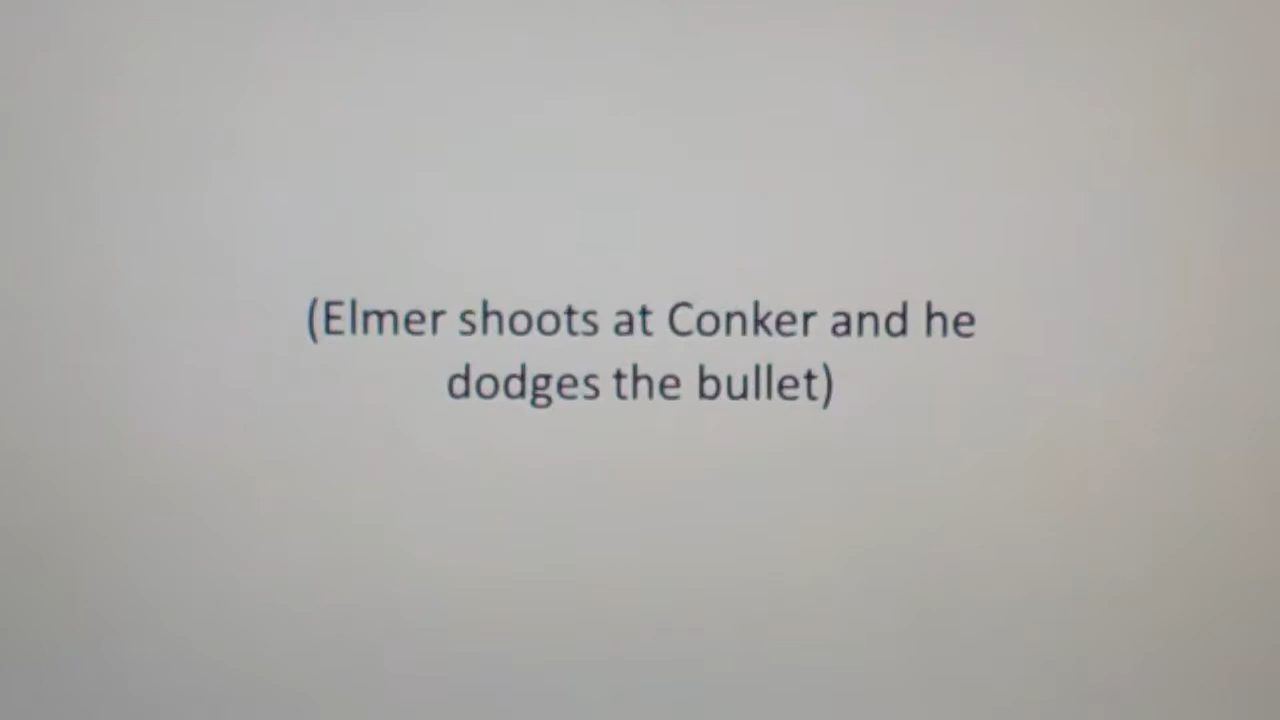 (Elmer shoots at Conker and he
dodges the bullet)